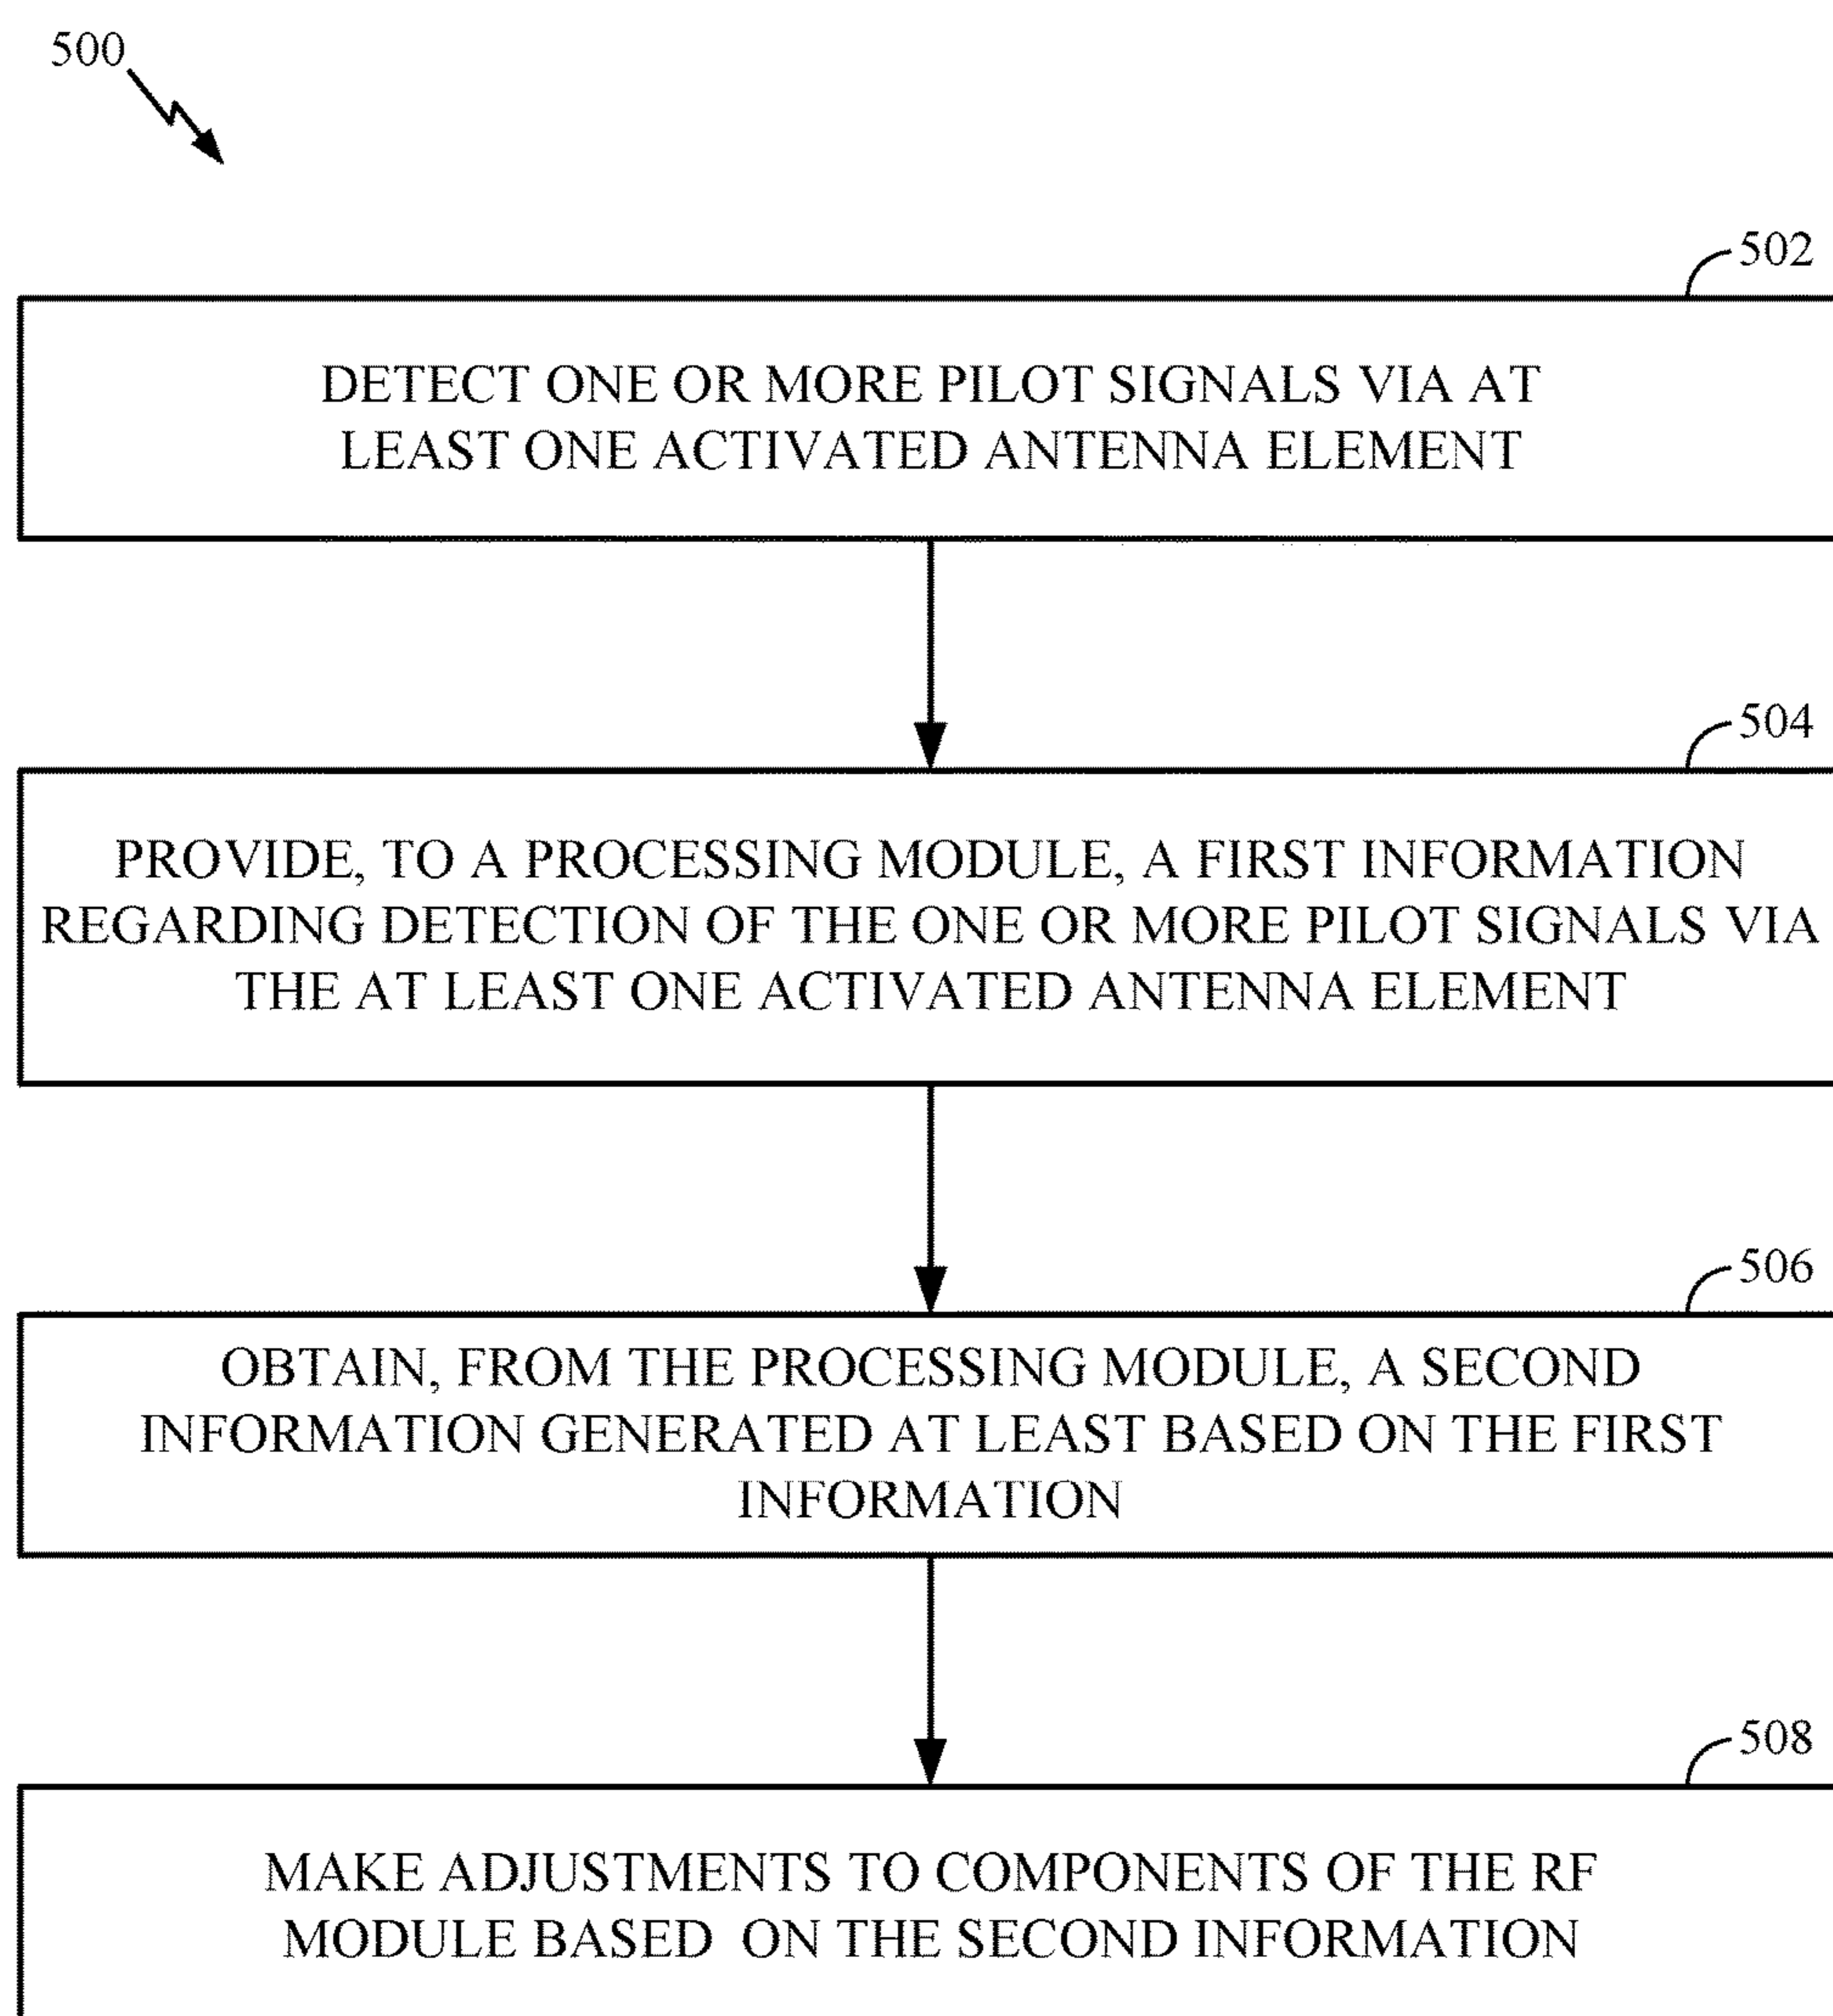 500
502
DETECT ONE OR MORE PILOT SIGNALS VIA AT
LEAST ONE ACTIVATED ANTENNA ELEMENT
504
PROVIDE, TO A PROCESSING MODULE, A FIRST INFORMATION
REGARDING DETECTION OF THE ONE OR MORE PILOT SIGNALS VIA
THE AT LEAST ONE ACTIVATED ANTENNA ELEMENT
506
OBTAIN, FROM THE PROCESSING MODULE, A SECOND
INFORMATION GENERATED AT LEAST BASED ON THE FIRST
INFORMATION
508
MAKE ADJUSTMENTS TO COMPONENTS OF THE RF
MODULE BASED ON THE SECOND INFORMATION